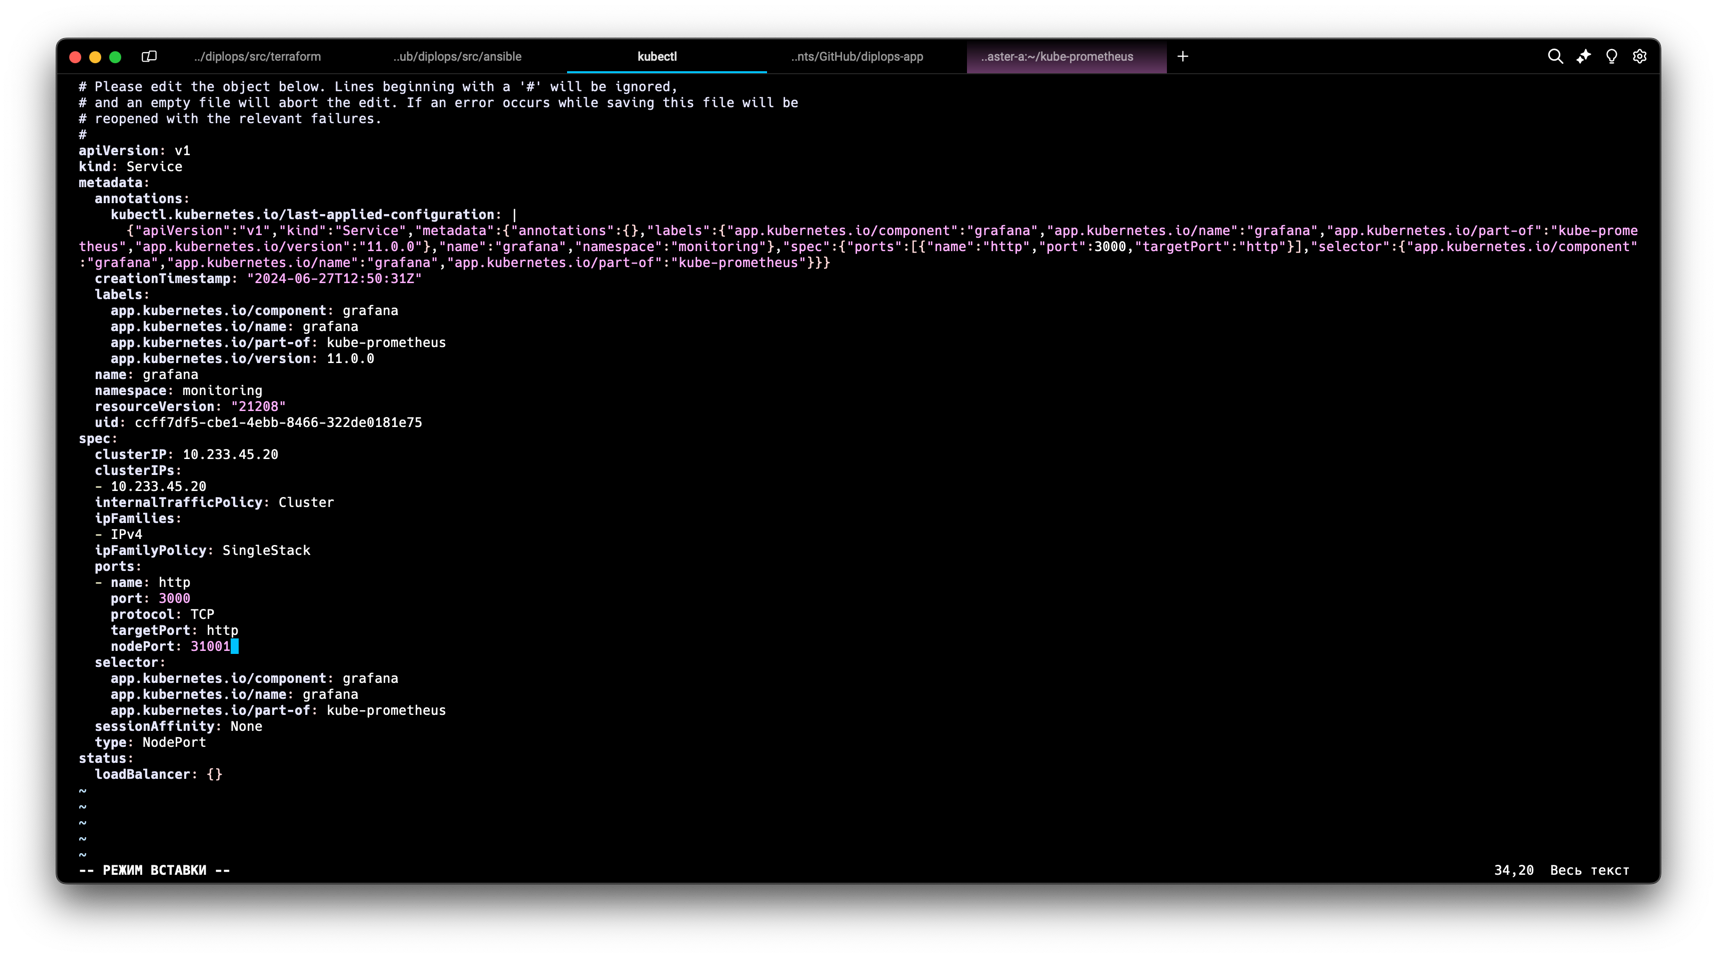 ../diplops/src/terraform
..ub/diplops/src/ansible
kubectl
..nts/GitHub/diplops-app
..aster-a:~/kube-prometheus
+
# Please edit the object below. Lines beginning with a '#' will be ignored,
# and an empty file will abort the edit. If an error occurs while saving this file will be
# reopened with the relevant failures.
#
apiVersion: v1
kind: Service
metadata:
  annotations:
    kubectl.kubernetes.io/last-applied-configuration: |
      {"apiVersion":"v1","kind":"Service","metadata":{"annotations":{},"labels":{"app.kubernetes.io/component":"grafana","app.kubernetes.io/name":"grafana","app.kubernetes.io/part-of":"kube-prome
theus","app.kubernetes.io/version":"11.0.0"},"name":"grafana","namespace":"monitoring"},"spec":{"ports":[{"name":"http","port":3000,"targetPort":"http"}],"selector":{"app.kubernetes.io/component"
:"grafana","app.kubernetes.io/name":"grafana","app.kubernetes.io/part-of":"kube-prometheus"}}}
  creationTimestamp: "2024-06-27T12:50:31Z"
  labels:
    app.kubernetes.io/component: grafana
    app.kubernetes.io/name: grafana
    app.kubernetes.io/part-of: kube-prometheus
    app.kubernetes.io/version: 11.0.0
  name: grafana
  namespace: monitoring
  resourceVersion: "21208"
  uid: ccff7df5-cbe1-4ebb-8466-322de0181e75
spec:
  clusterIP: 10.233.45.20
  clusterIPs:
  - 10.233.45.20
  internalTrafficPolicy: Cluster
  ipFamilies:
  - IPv4
  ipFamilyPolicy: SingleStack
  ports:
  - name: http
    port: 3000
    protocol: TCP
    targetPort: http
    nodePort: 31001
  selector:
    app.kubernetes.io/component: grafana
    app.kubernetes.io/name: grafana
    app.kubernetes.io/part-of: kube-prometheus
  sessionAffinity: None
  type: NodePort
status:
  loadBalancer: {}
~
~
~
~
~
-- РЕЖИМ ВСТАВКИ --
34,20 Весь текст